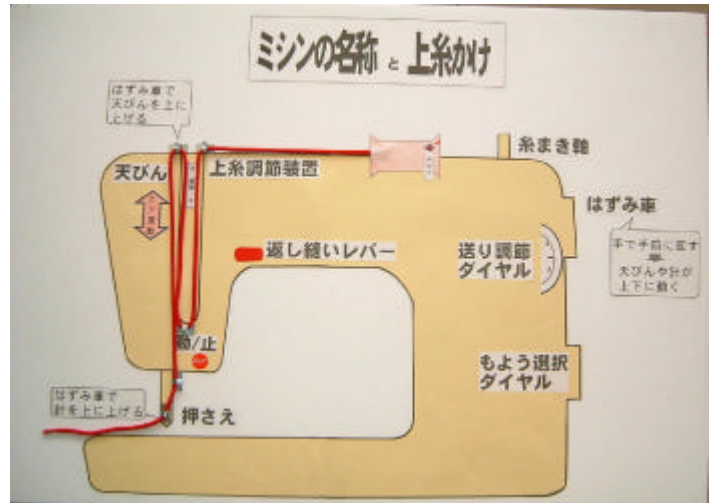 ミシンの名称 と 上糸かけ
はずみ車で
天びんを上に
上げる
糸まき軸
天びん
上糸調節装置
はずみ車
手で手前に回す
天びんや針が
上下に動く
返し縫いレバー
送り調節
ダイヤル
動/止
もよう選択
ダイヤル
はずみ車で
針を上に上げる
押さえ